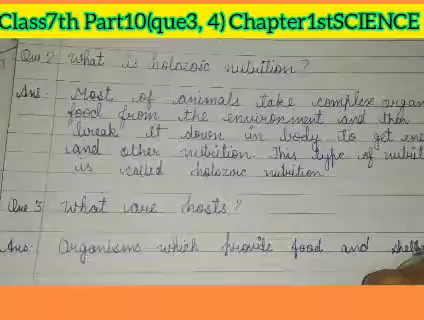 Class7th Part10(que3, 4) Chapter1stSCIENCE
Que 2 What is holozoic nutrition?
Ans. Most of animals take complex organ
food from the environment and then
break it down in body to get ene
and other nutrition. This type of nutrit
is called holozoic nutrition
Que 3 What are hosts?
Ans. Organisms which provide food and shelte